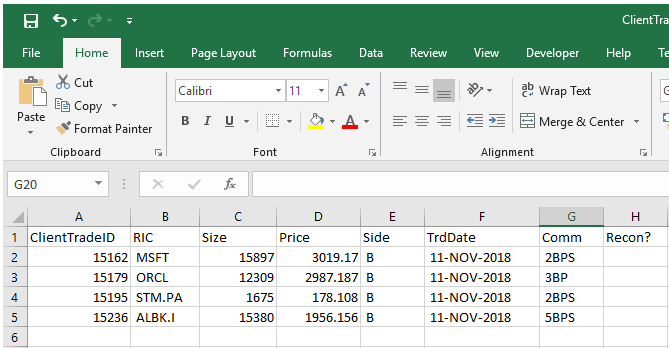 ClientTra
File Home Insert Page Layout Formulas Data Review View Developer Help Te
Cut
Calibri 11 A A ab Wrap Text
Copy
Paste
Format Painter B I U A Merge & Center
Clipboard Font Alignment
G20 fx
A B C D E F G H
1 ClientTradeID RIC Size Price Side TrdDate Comm Recon?
2 15162 MSFT 15897 3019.17 B 11-NOV-2018 2BPS
3 15179 ORCL 12309 2987.187 B 11-NOV-2018 3BP
4 15195 STM.PA 1675 178.108 B 11-NOV-2018 2BPS
5 15236 ALBK.I 15380 1956.156 B 11-NOV-2018 5BPS
6